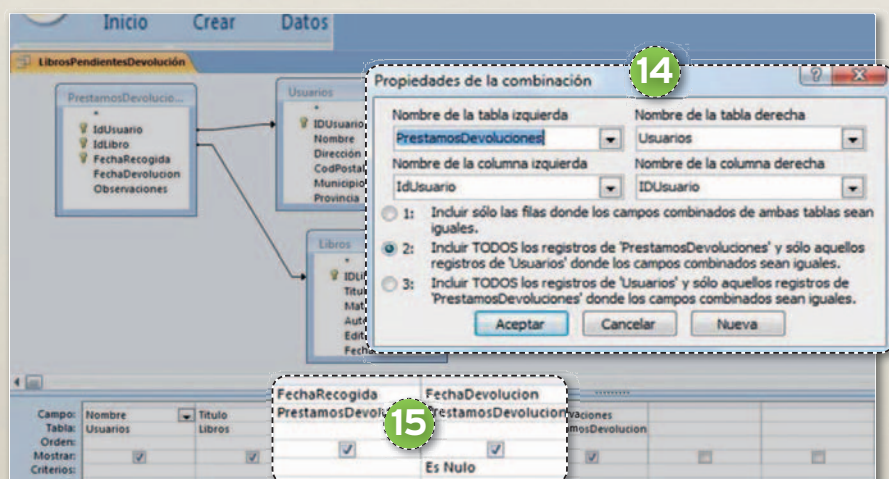 Inicio Crear Datos
LibrosPendientesDevolución
PrestamosDevolucio...
*
IdUsuario
IdLibro
FechaRecogida
FechaDevolucion
Observaciones
Usuarios
*
IDUsuario
Nombre
Dirección
CodPostal
Municipio
Provincia
Libros
*
14
Propiedades de la combinación
Nombre de la tabla izquierda Nombre de la tabla derecha
PrestamosDevoluciones Usuarios
Nombre de la columna izquierda Nombre de la columna derecha
IdUsuario IDUsuario
1: Incluir sólo las filas donde los campos combinados de ambas tablas sean
iguales.
2: Incluir TODOS los registros de 'PrestamosDevoluciones' y sólo aquellos
registros de 'Usuarios' donde los campos combinados sean iguales.
3: Incluir TODOS los registros de 'Usuarios' y sólo aquellos registros de
'PrestamosDevoluciones' donde los campos combinados sean iguales.
Aceptar Cancelar Nueva
15
Campo: Nombre Titulo FechaRecogida FechaDevolucion vaciones
Tabla: Usuarios Libros PrestamosDevol PrestamosDevolucion mosDevolucion
Orden:
Mostrar:
Criterios: Es Nulo